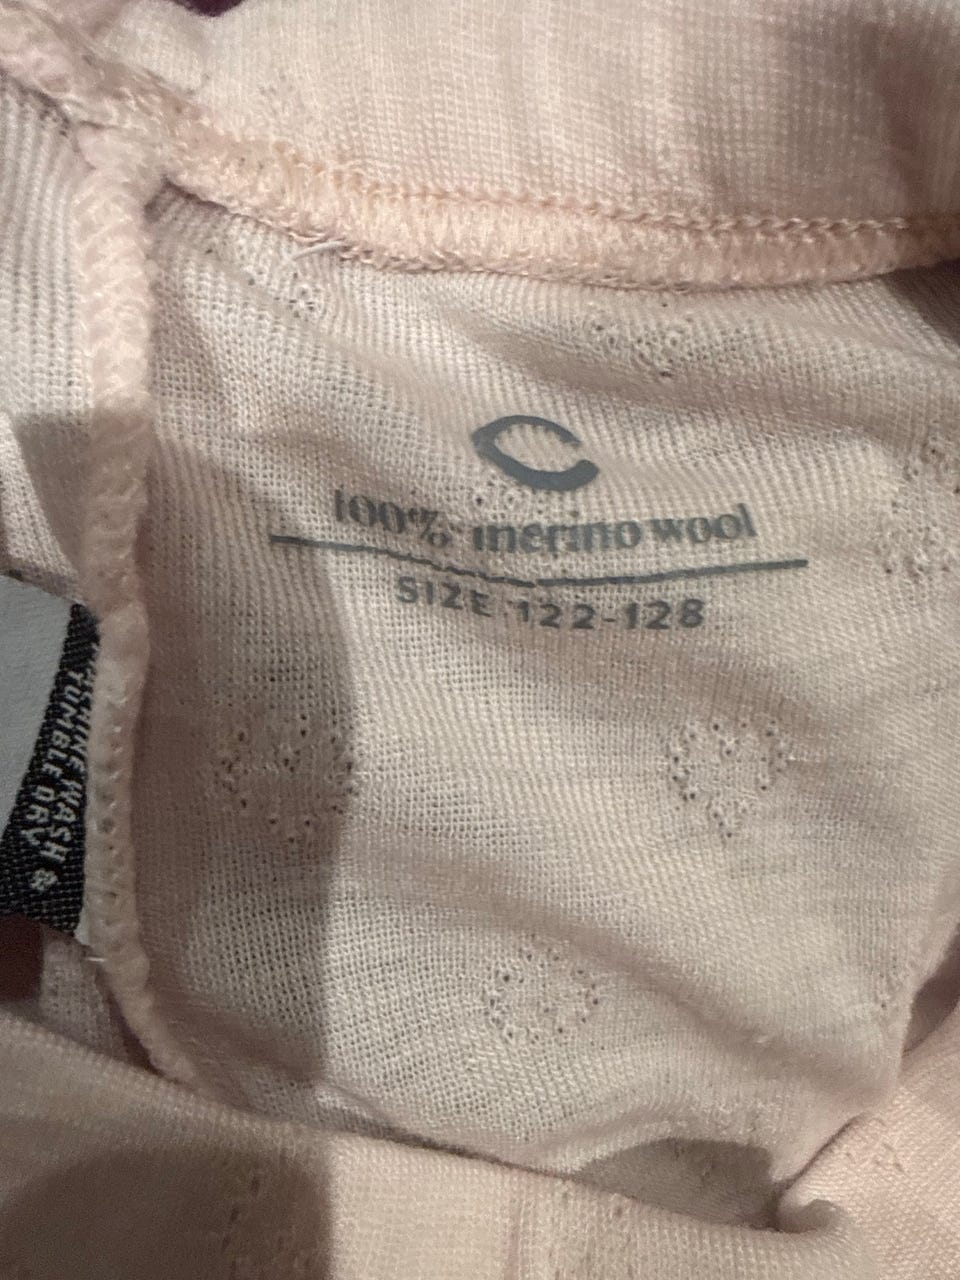 100% merino wool
SIZE 122-128
WASH &
TUMBLE DRY